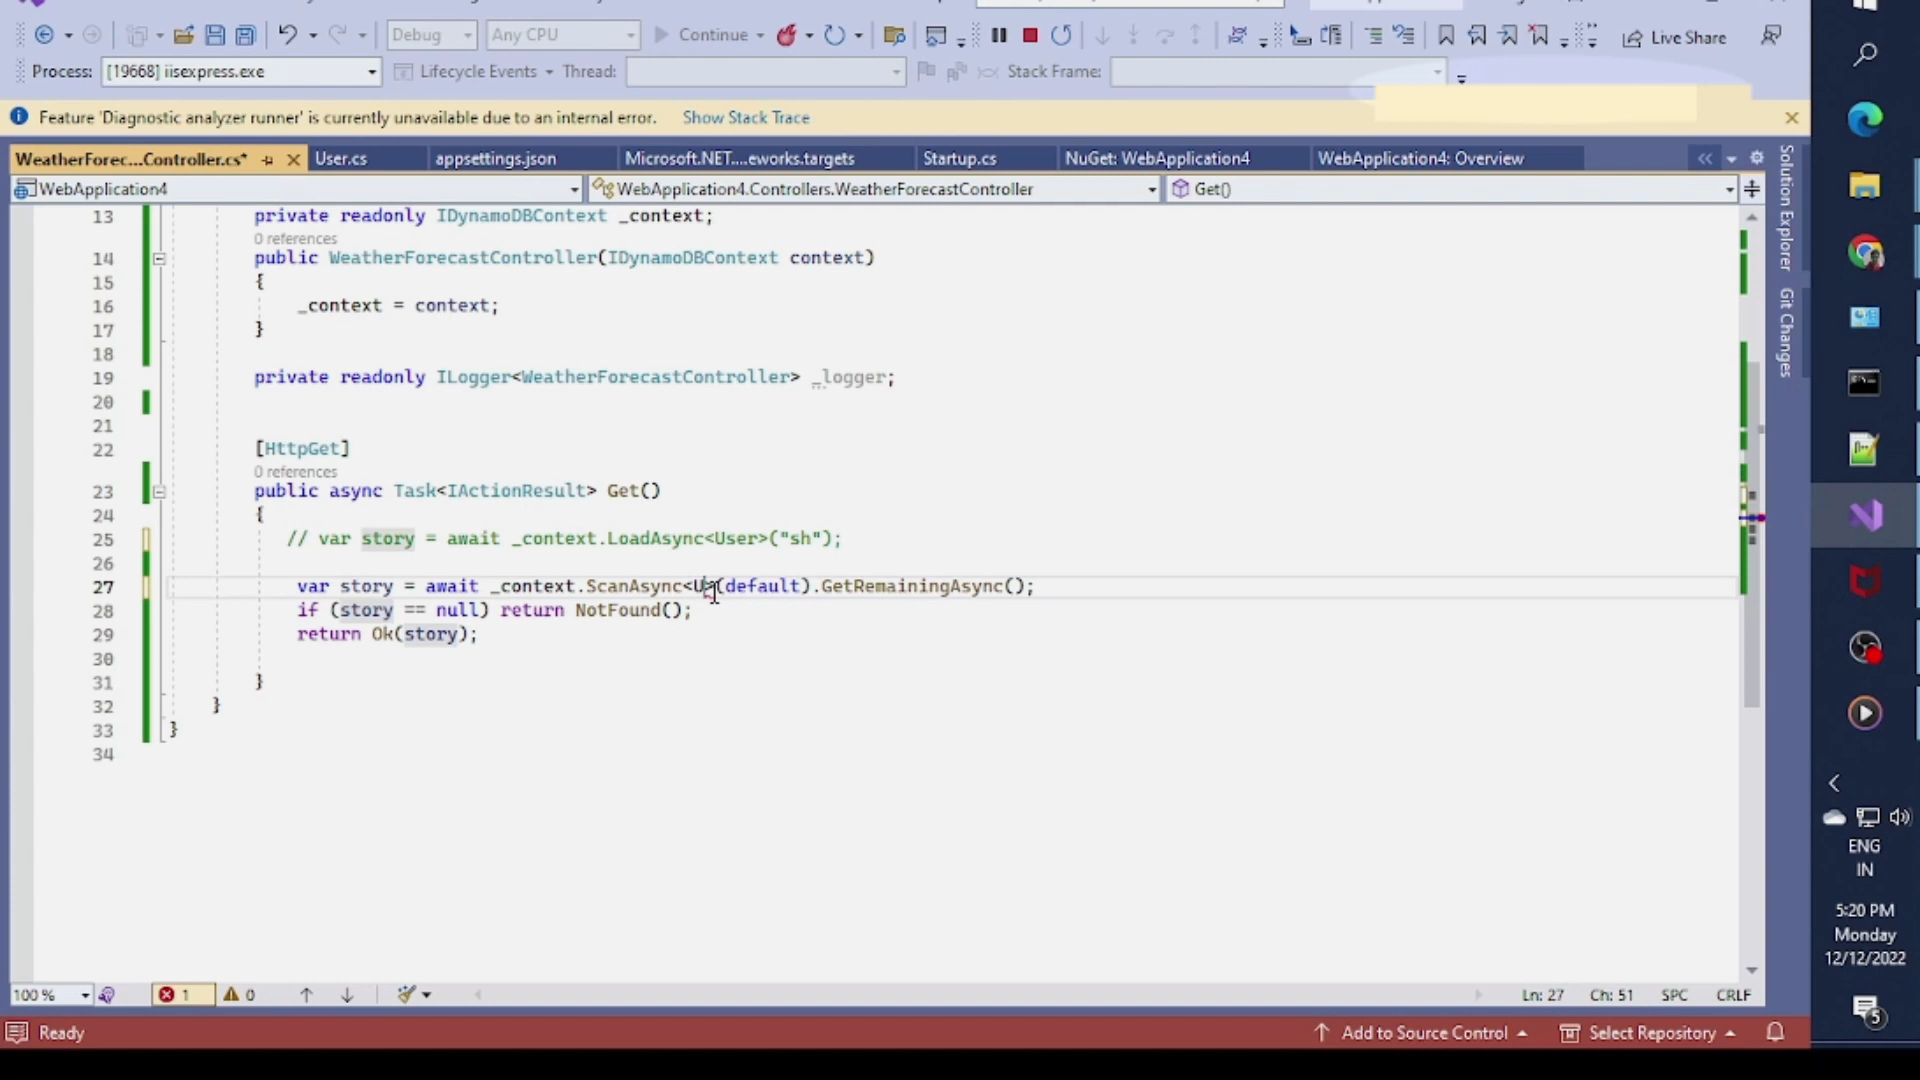 Debug
Any CPU
Continue
Live Share
Process:
[19668] iisexpress.exe
Lifecycle Events
Thread:
Stack Frame:
Feature 'Diagnostic analyzer runner' is currently unavailable due to an internal error.
Show Stack Trace
WeatherForec...Controller.cs*
User.cs
appsettings.json
Microsoft.NET....eworks.targets
Startup.cs
NuGet: WebApplication4
WebApplication4: Overview
WebApplication4
WebApplication4.Controllers.WeatherForecastController
Get()
13 private readonly IDynamoDBContext _context;
0 references
14 public WeatherForecastController(IDynamoDBContext context)
15 {
16 _context = context;
17 }
18
19 private readonly ILogger<WeatherForecastController> _logger;
20
21
22 [HttpGet]
0 references
23 public async Task<IActionResult> Get()
24 {
25 // var story = await _context.LoadAsync<User>("sh");
26
27 var story = await _context.ScanAsync<U>(default).GetRemainingAsync();
28 if (story == null) return NotFound();
29 return Ok(story);
30
31 }
32 }
33 }
34
Solution Explorer
Git Changes
100 %
1
0
Ln: 27
Ch: 51
SPC
CRLF
Ready
Add to Source Control
Select Repository
ENG
IN
5:20 PM
Monday
12/12/2022
5